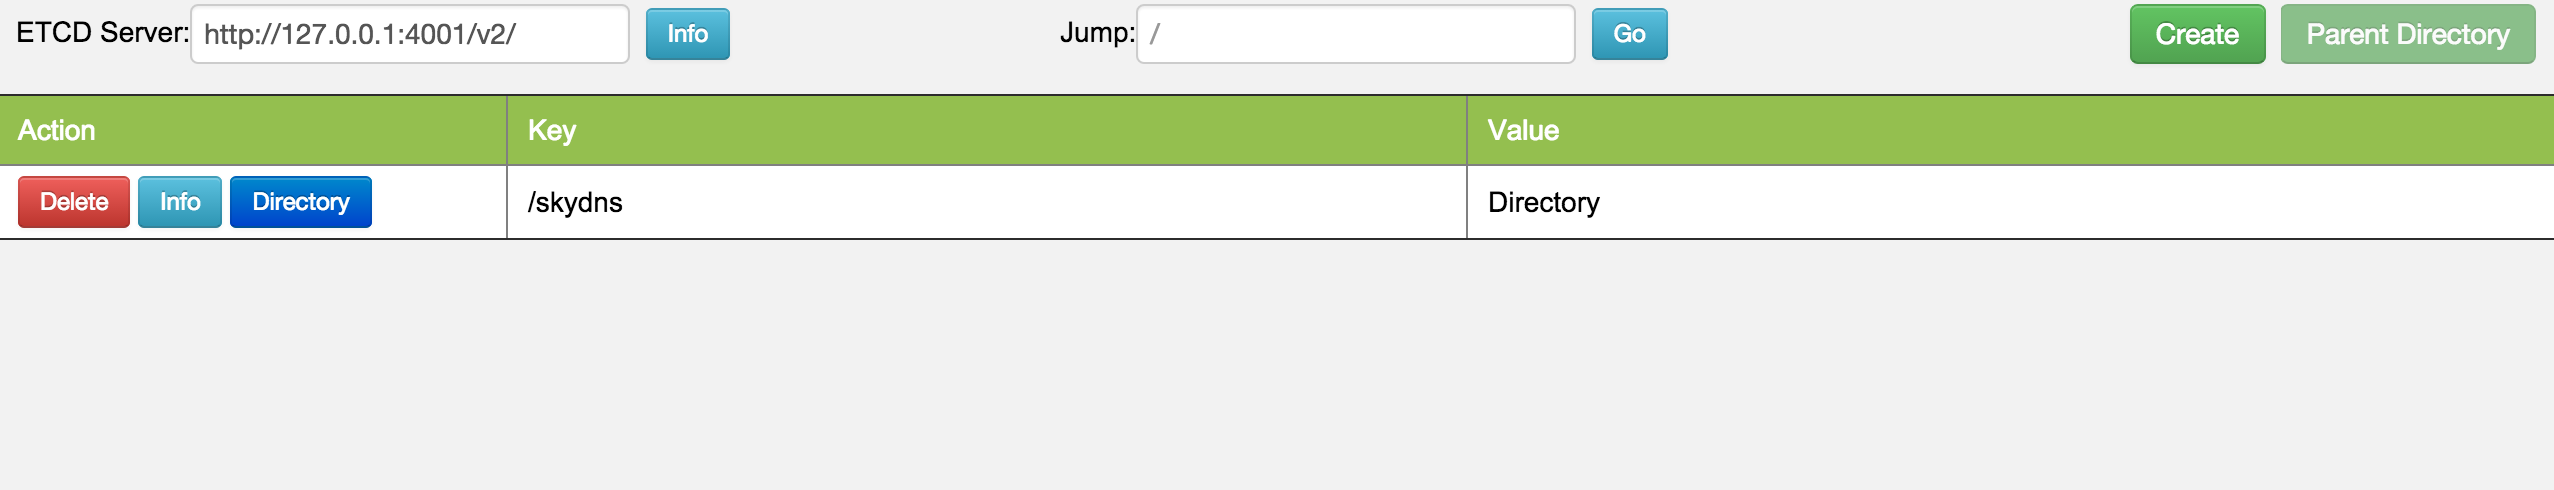 ETCD Server: http://127.0.0.1:4001/v2/ Info Jump: / Go Create Parent Directory
Action Key Value
Delete Info Directory /skydns Directory